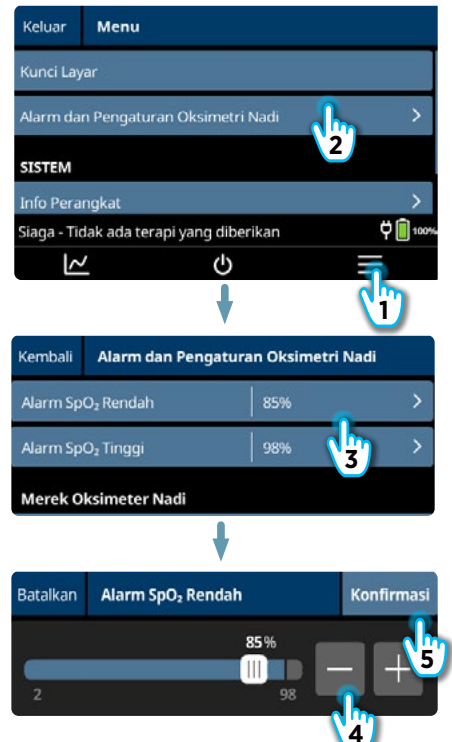 Keluar Menu
Kunci Layar
Alarm dan Pengaturan Oksimetri Nadi >
2
SISTEM
Info Perangkat >
Siaga - Tidak ada terapi yang diberikan 100%
1
Kembali Alarm dan Pengaturan Oksimetri Nadi
Alarm SpO₂ Rendah 85% >
3
Alarm SpO₂ Tinggi 98% >
Merek Oksimeter Nadi
Batalkan Alarm SpO₂ Rendah Konfirmasi
5
85%
− +
2 98
4